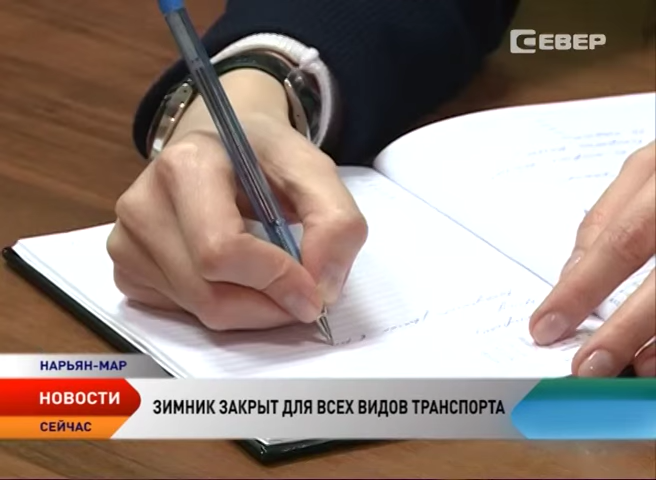 СЕВЕР
НАРЬЯН-МАР
НОВОСТИ
ЗИМНИК ЗАКРЫТ ДЛЯ ВСЕХ ВИДОВ ТРАНСПОРТА
СЕЙЧАС